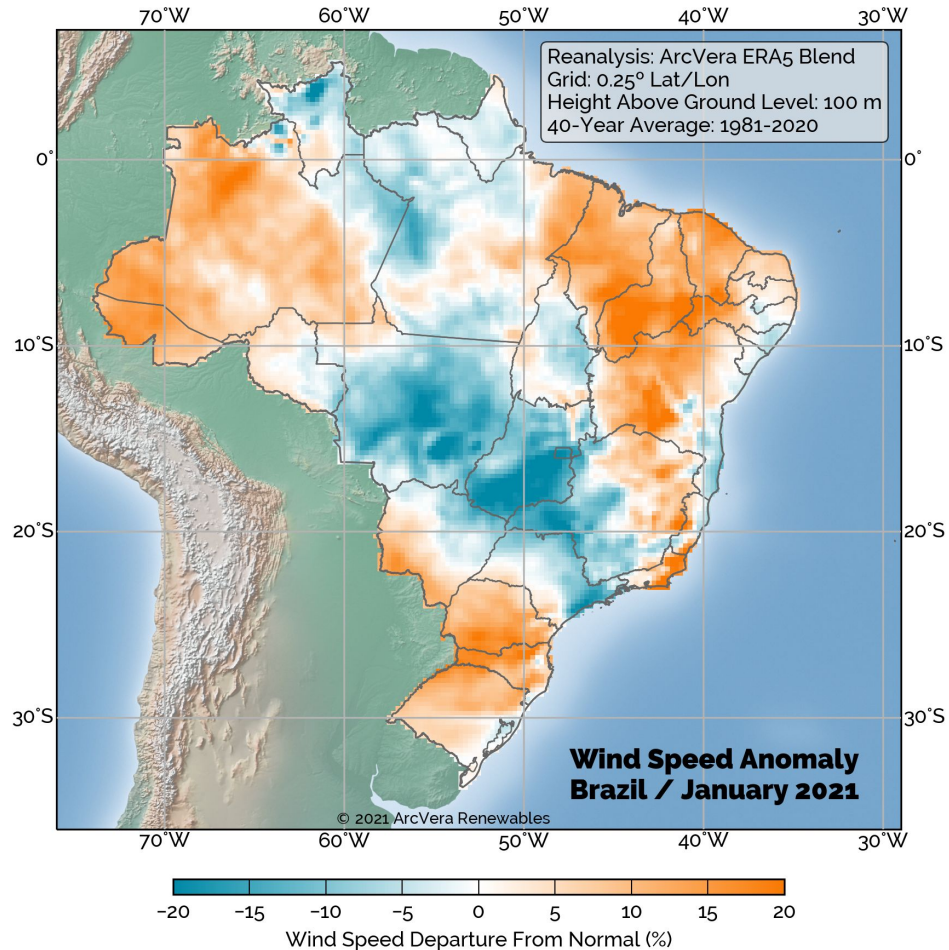 70°W 60°W 50°W 40°W 30°W
Reanalysis: ArcVera ERA5 Blend
Grid: 0.25º Lat/Lon
Height Above Ground Level: 100 m
40-Year Average: 1981-2020
0° 0°
10°S 10°S
20°S 20°S
30°S 30°S
Wind Speed Anomaly
Brazil / January 2021
© 2021 ArcVera Renewables
70°W 60°W 50°W 40°W 30°W
−20 −15 −10 −5 0 5 10 15 20
Wind Speed Departure From Normal (%)